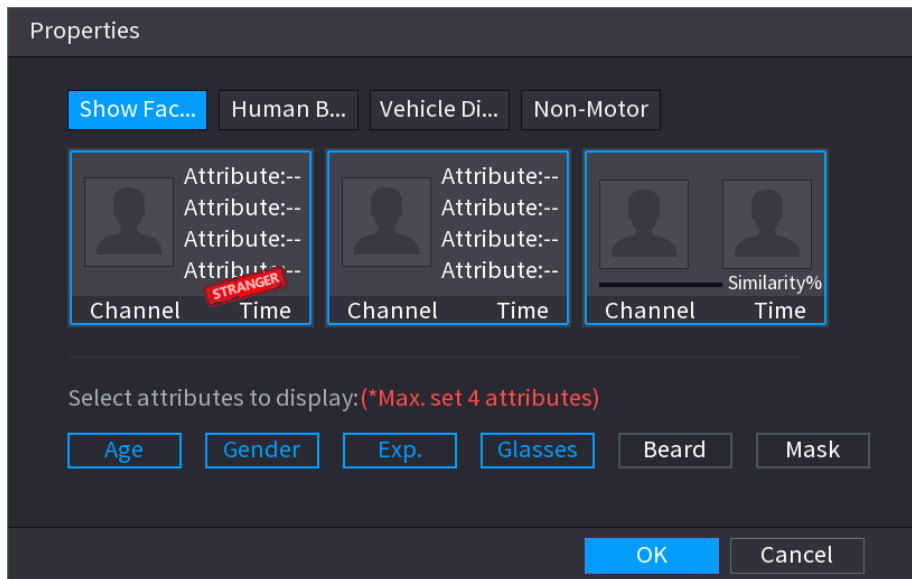 Properties
Show Fac... Human B... Vehicle Di... Non-Motor
Attribute:-- Attribute:--
Attribute:-- Attribute:--
Attribute:-- Attribute:--
Attribute:-- Attribute:--
STRANGER Similarity%
Channel Time Channel Time Channel Time
Select attributes to display:(*Max. set 4 attributes)
Age Gender Exp. Glasses Beard Mask
OK Cancel